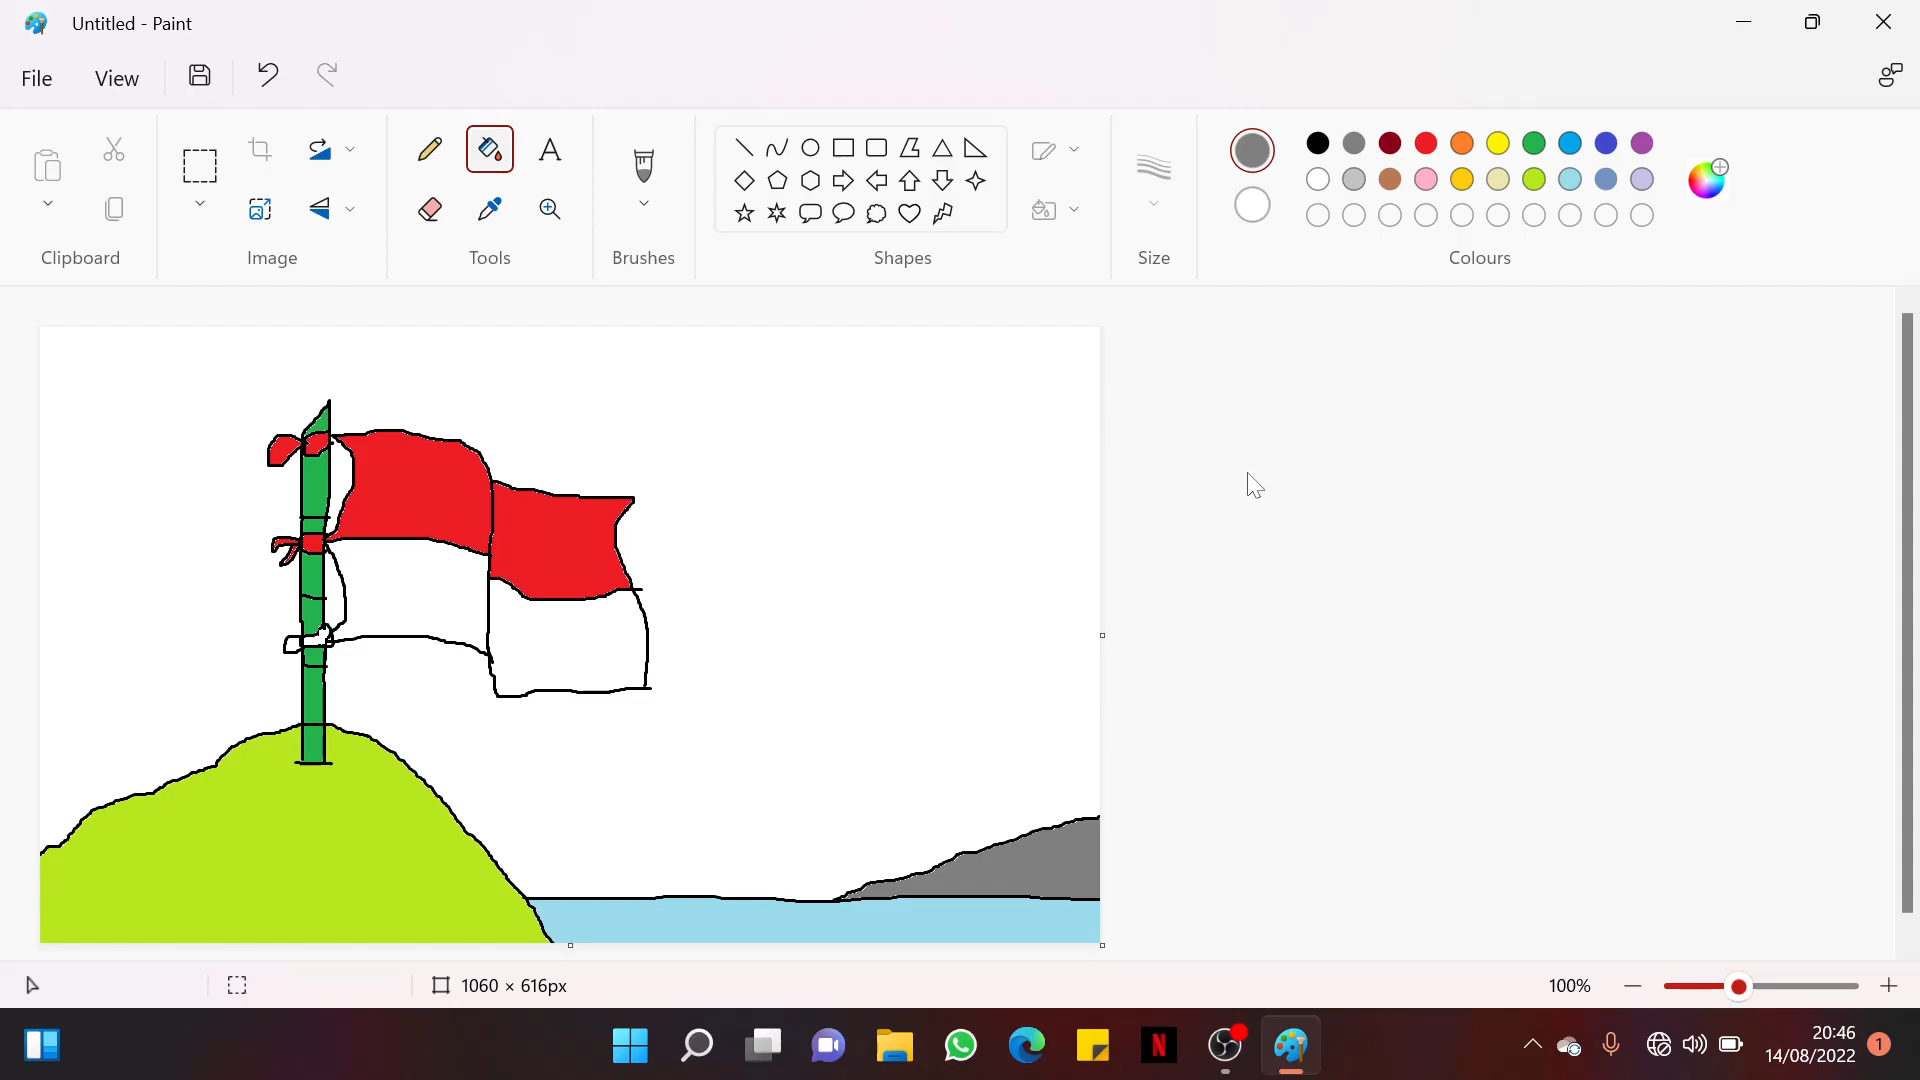 Untitled - Paint
File View
Clipboard
Image
Tools
Brushes
Shapes
Size
Colours
1060 × 616px
100%
20:46
14/08/2022
1